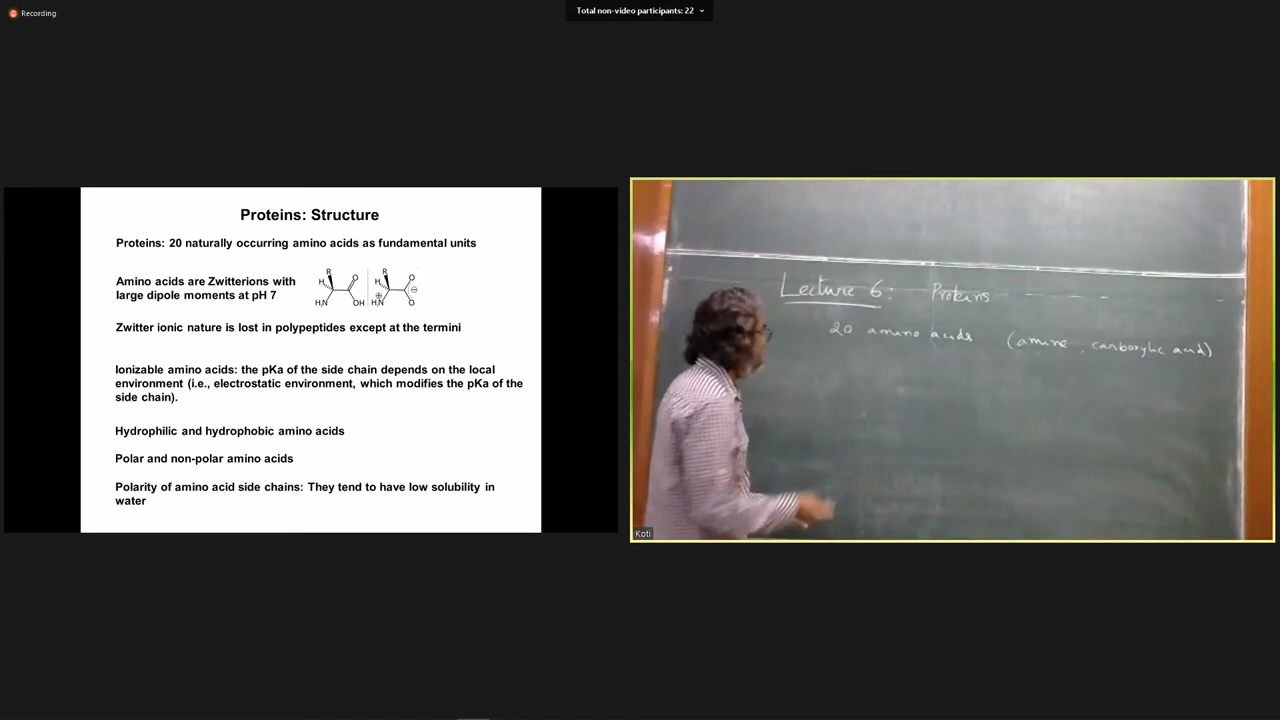 Recording
Total non-video participants: 22
Proteins: Structure
Proteins: 20 naturally occurring amino acids as fundamental units
Amino acids are Zwitterions with
large dipole moments at pH 7
R
H
O
H₂N
OH
R
H
O
⊖
⊕
H₃N
O
Zwitter ionic nature is lost in polypeptides except at the termini
Ionizable amino acids: the pKa of the side chain depends on the local
environment (i.e., electrostatic environment, which modifies the pKa of the
side chain).
Hydrophilic and hydrophobic amino acids
Polar and non-polar amino acids
Polarity of amino acid side chains: They tend to have low solubility in
water
Lecture 6: Proteins
20 amino acids (amine, carboxylic acid)
Koti